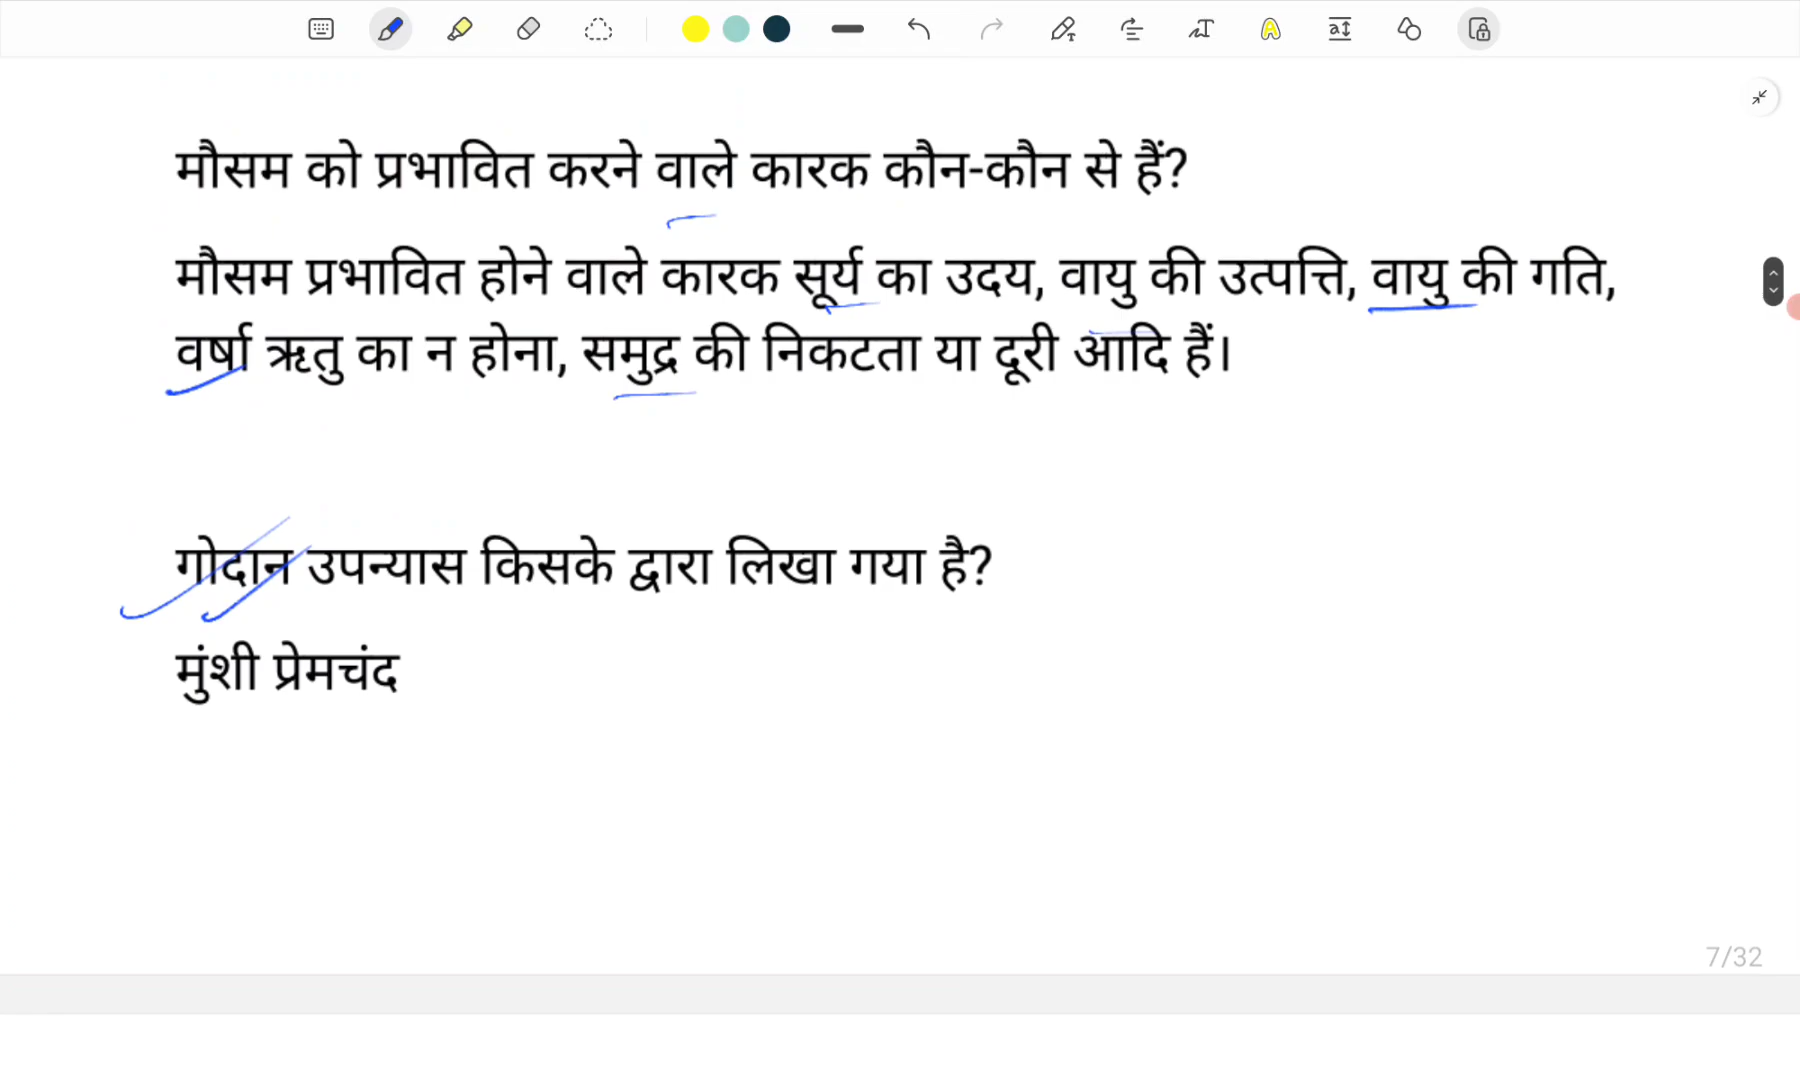 मौसम को प्रभावित करने वाले कारक कौन-कौन से हैं?
मौसम प्रभावित होने वाले कारक सूर्य का उदय, वायु की उत्पत्ति, वायु की गति,
वर्षा ऋतु का न होना, समुद्र की निकटता या दूरी आदि हैं।
गोदान उपन्यास किसके द्वारा लिखा गया है?
मुंशी प्रेमचंद
7/32